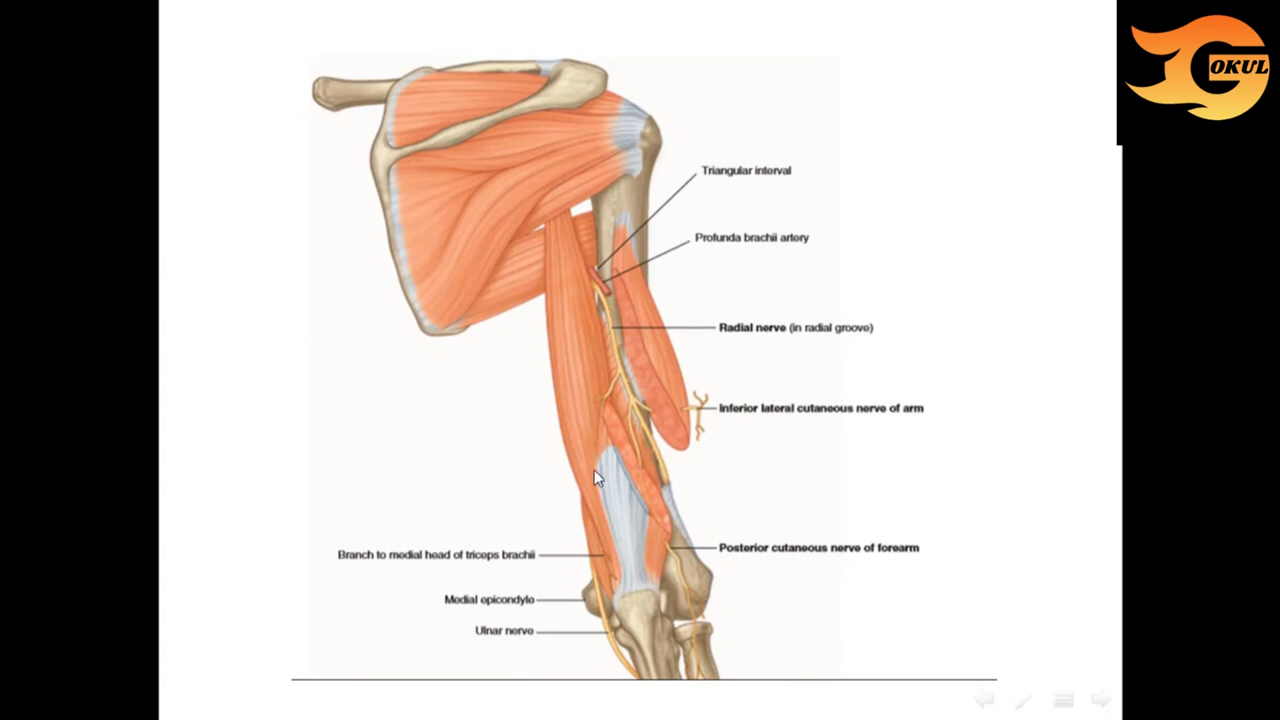 GOKUL
Triangular interval
Profunda brachii artery
Radial nerve (in radial groove)
Inferior lateral cutaneous nerve of arm
Branch to medial head of triceps brachii
Posterior cutaneous nerve of forearm
Medial epicondyle
Ulnar nerve